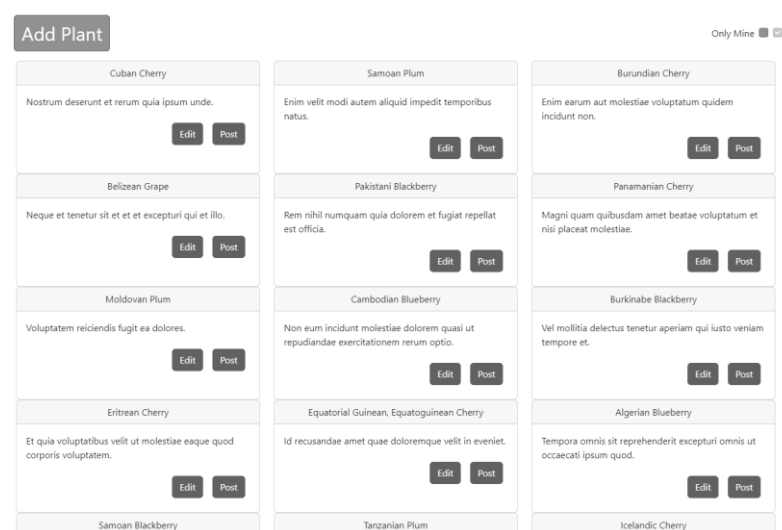 Add Plant
Only Mine
Cuban Cherry
Nostrum deserunt et rerum quia ipsum unde.
Edit Post
Samoan Plum
Enim velit modi autem aliquid impedit temporibus
natus.
Edit Post
Burundian Cherry
Enim earum aut molestiae voluptatum quidem
incidunt non.
Edit Post
Belizean Grape
Neque et tenetur sit et et et excepturi qui et illo.
Edit Post
Pakistani Blackberry
Rem nihil numquam quia dolorem et fugiat repellat
est officia.
Edit Post
Panamanian Cherry
Magni quam quibusdam amet beatae voluptatum et
nisi placeat molestiae.
Edit Post
Moldovan Plum
Voluptatem reiciendis fugit ea dolores.
Edit Post
Cambodian Blueberry
Non eum incidunt molestiae dolorem quasi ut
repudiandae exercitationem rerum optio.
Edit Post
Burkinabe Blackberry
Vel mollitia delectus tenetur aperiam qui iusto veniam
tempore et.
Edit Post
Eritrean Cherry
Et quia voluptatibus velit ut molestiae eaque quod
corporis voluptatem.
Edit Post
Equatorial Guinean, Equatoguinean Cherry
Id recusandae amet quae doloremque velit in eveniet.
Edit Post
Algerian Blueberry
Tempora omnis sit reprehenderit excepturi omnis ut
occaecati ipsum quod.
Edit Post
Samoan Blackberry
Tanzanian Plum
Icelandic Cherry